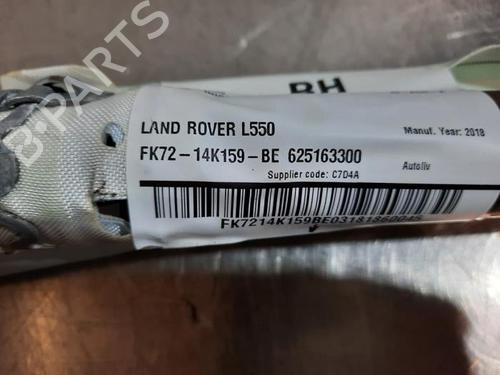 B-PARTS
RH
LAND ROVER L550
Manuf. Year: 2018
FK72-14K159-BE 625163300
Autoliv
Supplier code: C7D4A